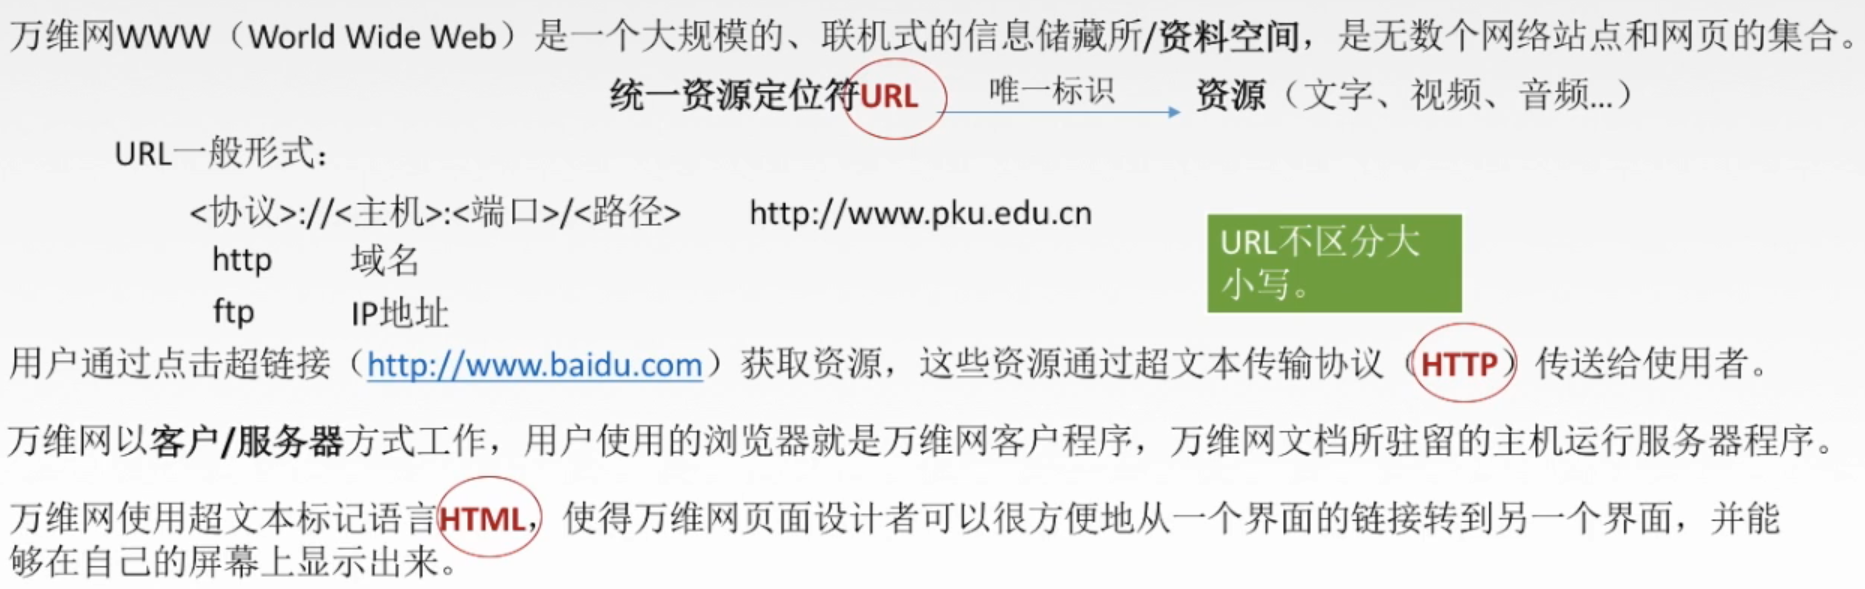 万维网WWW（World Wide Web）是一个大规模的、联机式的信息储藏所/资料空间，是无数个网络站点和网页的集合。
统一资源定位符URL 唯一标识 资源（文字、视频、音频...）
URL一般形式：
<协议>://<主机>:<端口>/<路径> http://www.pku.edu.cn
http 域名
ftp IP地址
URL不区分大
小写。
用户通过点击超链接（http://www.baidu.com）获取资源，这些资源通过超文本传输协议（HTTP）传送给使用者。
万维网以客户/服务器方式工作，用户使用的浏览器就是万维网客户程序，万维网文档所驻留的主机运行服务器程序。
万维网使用超文本标记语言HTML，使得万维网页面设计者可以很方便地从一个界面的链接转到另一个界面，并能
够在自己的屏幕上显示出来。